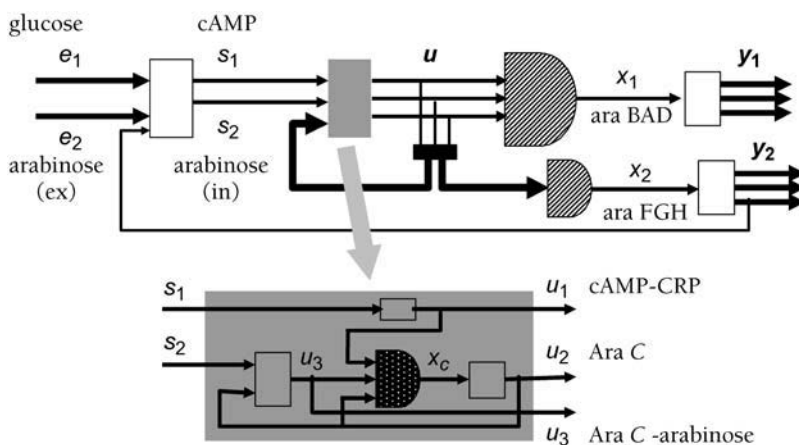 glucose
cAMP
e1
s1
u
x1
y1
ara BAD
e2
s2
arabinose
(ex)
arabinose
(in)
x2
y2
ara FGH
s1
u1
cAMP-CRP
s2
u3
xc
u2
Ara C
u3
Ara C -arabinose